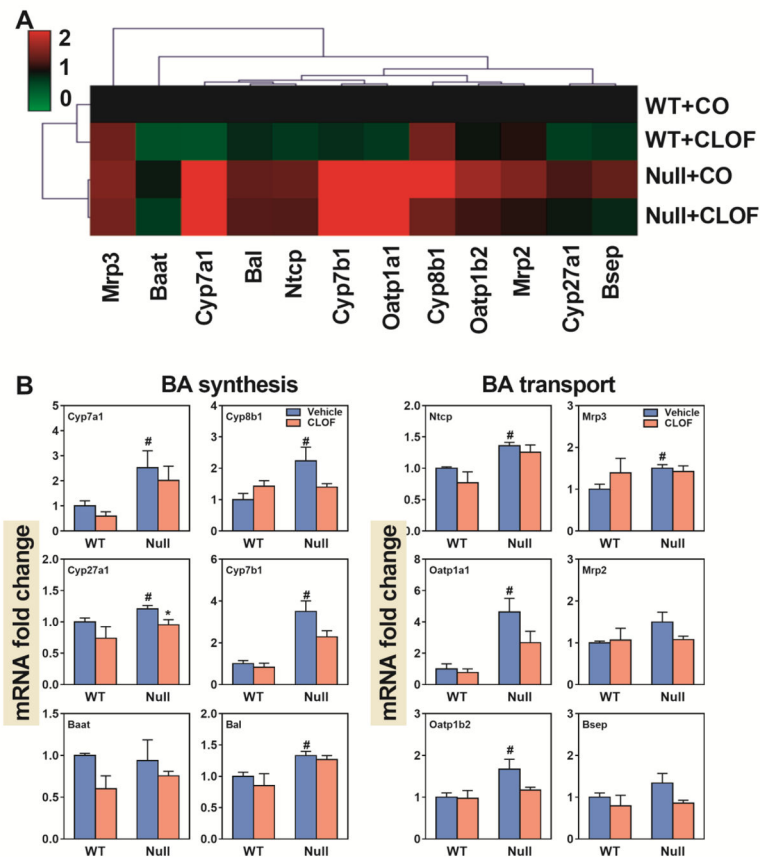 A
2
1
0
WT+CO
WT+CLOF
Null+CO
Null+CLOF
Mrp3
Baat
Cyp7a1
Bal
Ntcp
Cyp7b1
Oatp1a1
Cyp8b1
Oatp1b2
Mrp2
Cyp27a1
Bsep
B
BA synthesis
BA transport
mRNA fold change
Cyp7a1
4
3
2
1
0
#
WT
Null
Cyp8b1
Vehicle
CLOF
4
3
2
1
0
#
WT
Null
Cyp27a1
2.0
1.5
1.0
0.5
0.0
#
*
WT
Null
Cyp7b1
6
4
2
0
#
WT
Null
Baat
1.5
1.0
0.5
0.0
WT
Null
Bal
2.0
1.5
1.0
0.5
0.0
#
WT
Null
mRNA fold change
Ntcp
2.0
1.5
1.0
0.5
0.0
#
WT
Null
Mrp3
Vehicle
CLOF
3
2
1
0
#
WT
Null
Oatp1a1
8
6
4
2
0
#
WT
Null
Mrp2
3
2
1
0
WT
Null
Oatp1b2
3
2
1
0
#
WT
Null
Bsep
3
2
1
0
WT
Null